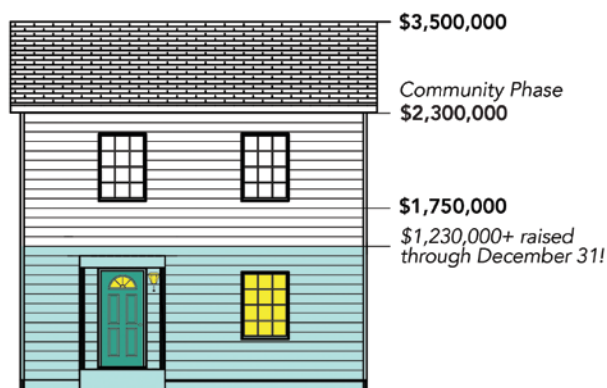 $3,500,000
Community Phase
$2,300,000
$1,750,000
$1,230,000+ raised
through December 31!